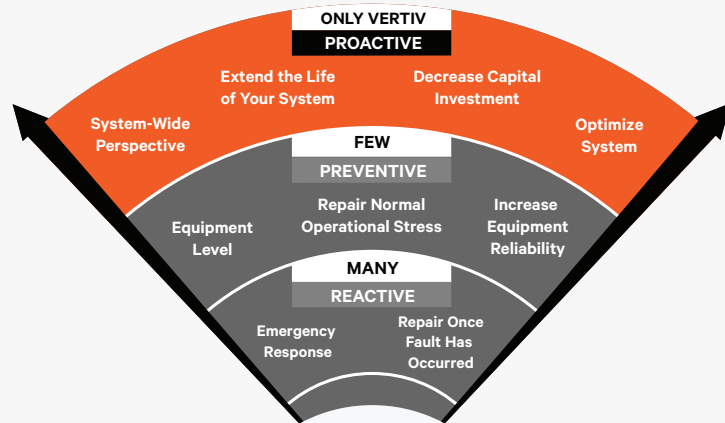 ONLY VERTIV
PROACTIVE
Extend the Life
of Your System
Decrease Capital
Investment
System-Wide
Perspective
Optimize
System
FEW
PREVENTIVE
Equipment
Level
Repair Normal
Operational Stress
Increase
Equipment
Reliability
MANY
REACTIVE
Emergency
Response
Repair Once
Fault Has
Occurred